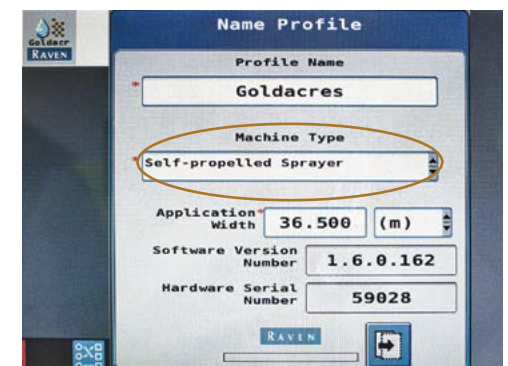 Name Profile
Goldacr
RAVEN
Profile Name
* Goldacres
Machine Type
* Self-propelled Sprayer
Application*
Width 36.500 (m)
Software Version
Number 1.6.0.162
Hardware Serial
Number 59028
RAVEN